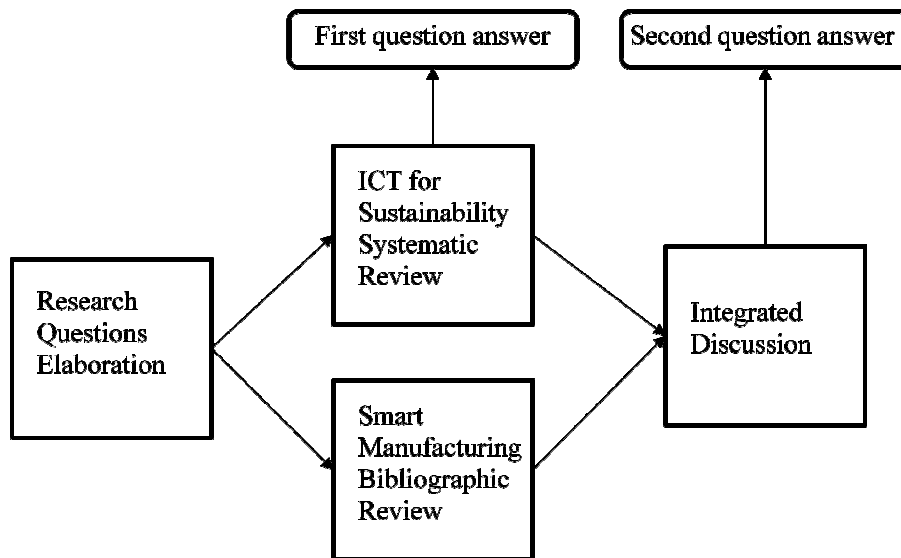 First question answer
Second question answer
ICT for
Sustainability
Systematic
Review
Research
Questions
Elaboration
Integrated
Discussion
Smart
Manufacturing
Bibliographic
Review